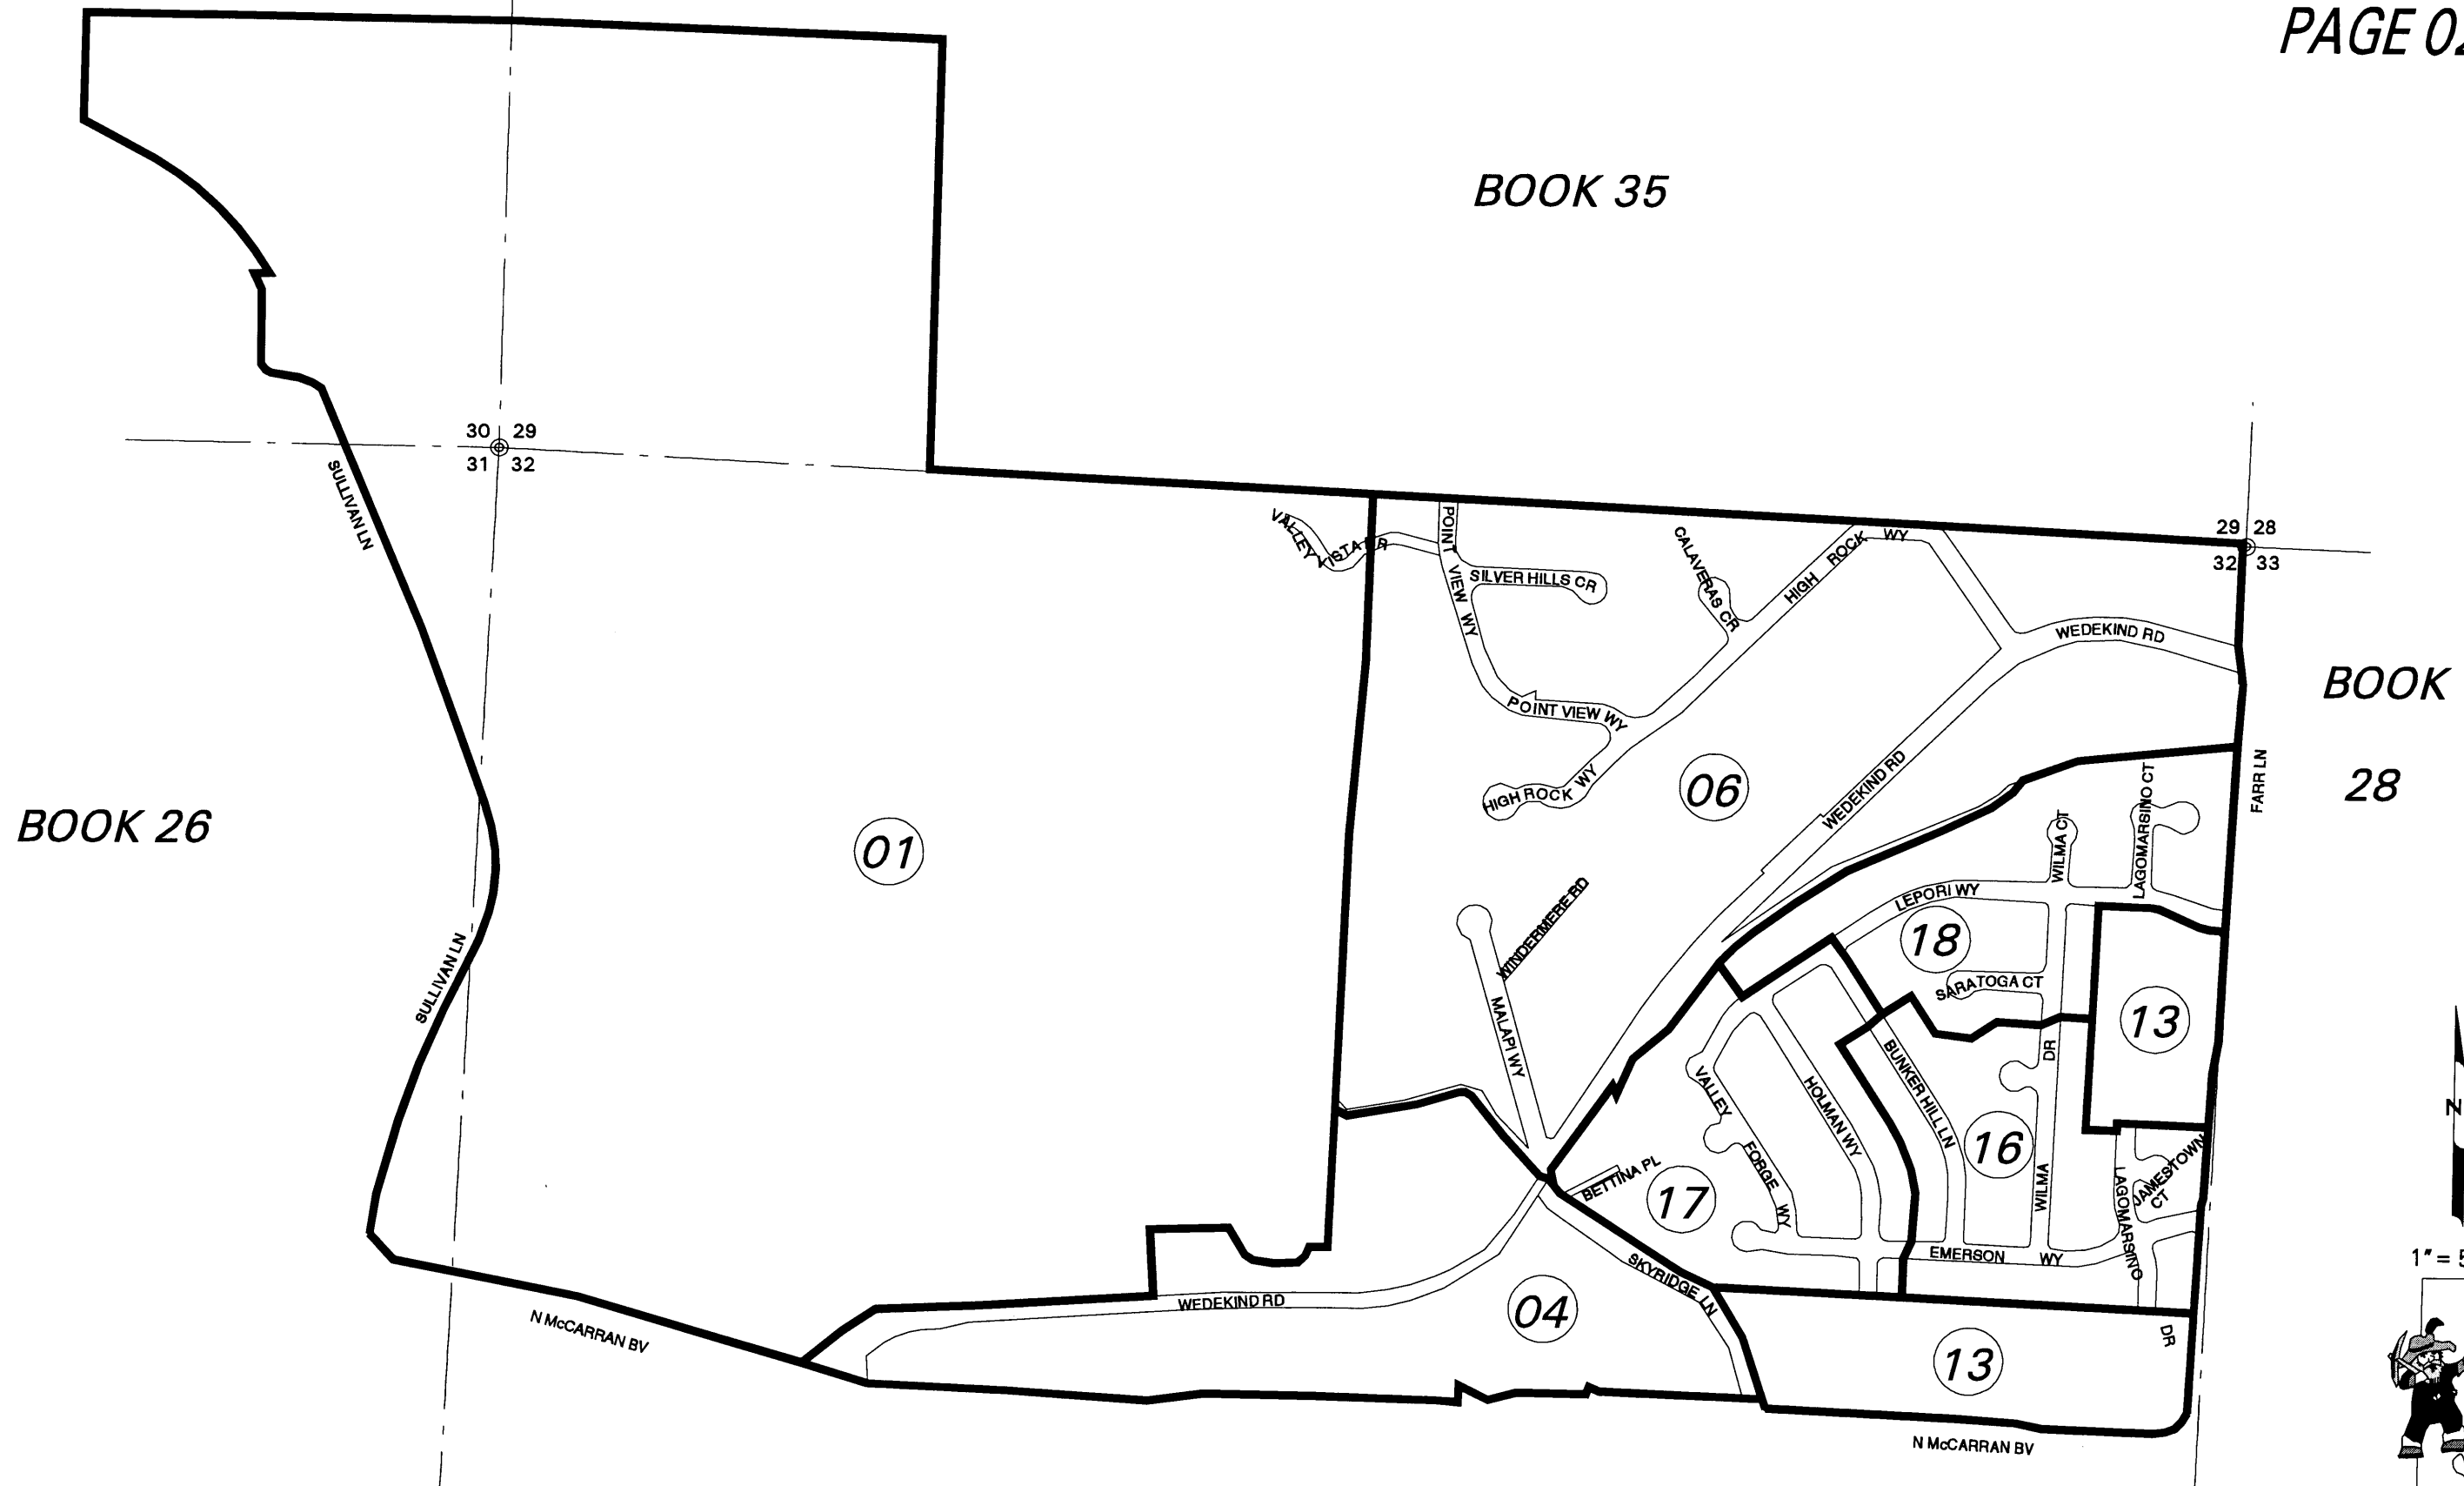 PAGE 02
BOOK 35
30 29
31 32
SULLIVAN LN
29 28
32 33
VALLEY VISTA DR
POINT VIEW WY
SILVER HILLS CR
CALAVERAS CR
HIGH ROCK WY
WEDEKIND RD
POINT VIEW WY
HIGH ROCK WY
06
WEDEKIND RD
BOOK
28
FARR LN
BOOK 26
01
WILMA CT
LAGOMARSINO CT
LEPORI WY
18
WINDERMERE RD
SULLIVAN LN
SARATOGA CT
13
MALAPI WY
VALLEY FORGE WY
HOLMAN WY
BUNKER HILL LN
16
WILMA DR
JAMESTOWN CT
LAGOMARSINO DR
BETTINA PL
17
EMERSON WY
N
1" =
SKYRIDGE LN
WEDEKIND RD
04
13
N McCARRAN BV
N McCARRAN BV